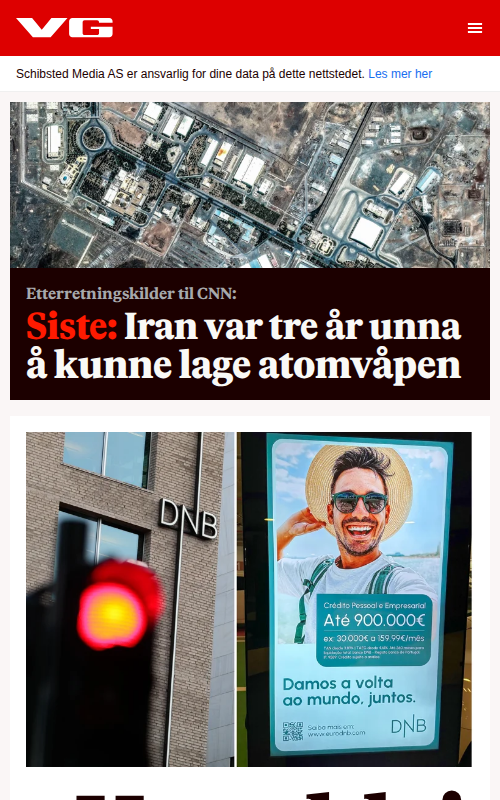 VG
Schibsted Media AS er ansvarlig for dine data på dette nettstedet. Les mer her
Etterretningskilder til CNN:
Siste: Iran var tre år unna
å kunne lage atomvåpen
DNB
Crédito Pessoal e Empresarial
Até 900.000€
ex: 30.000€ a 159.99€/mês
Damos a volta
ao mundo, juntos.
Saiba mais em:
www.eurodnb.com
DNB